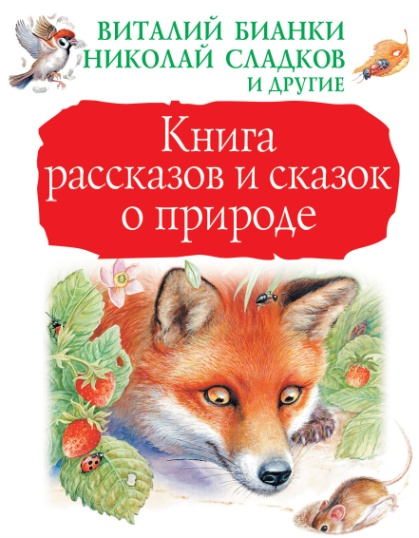 ВИТАЛИЙ БИАНКИ
НИКОЛАЙ СЛАДКОВ
И ДРУГИЕ
Книга
рассказов и сказок
о природе